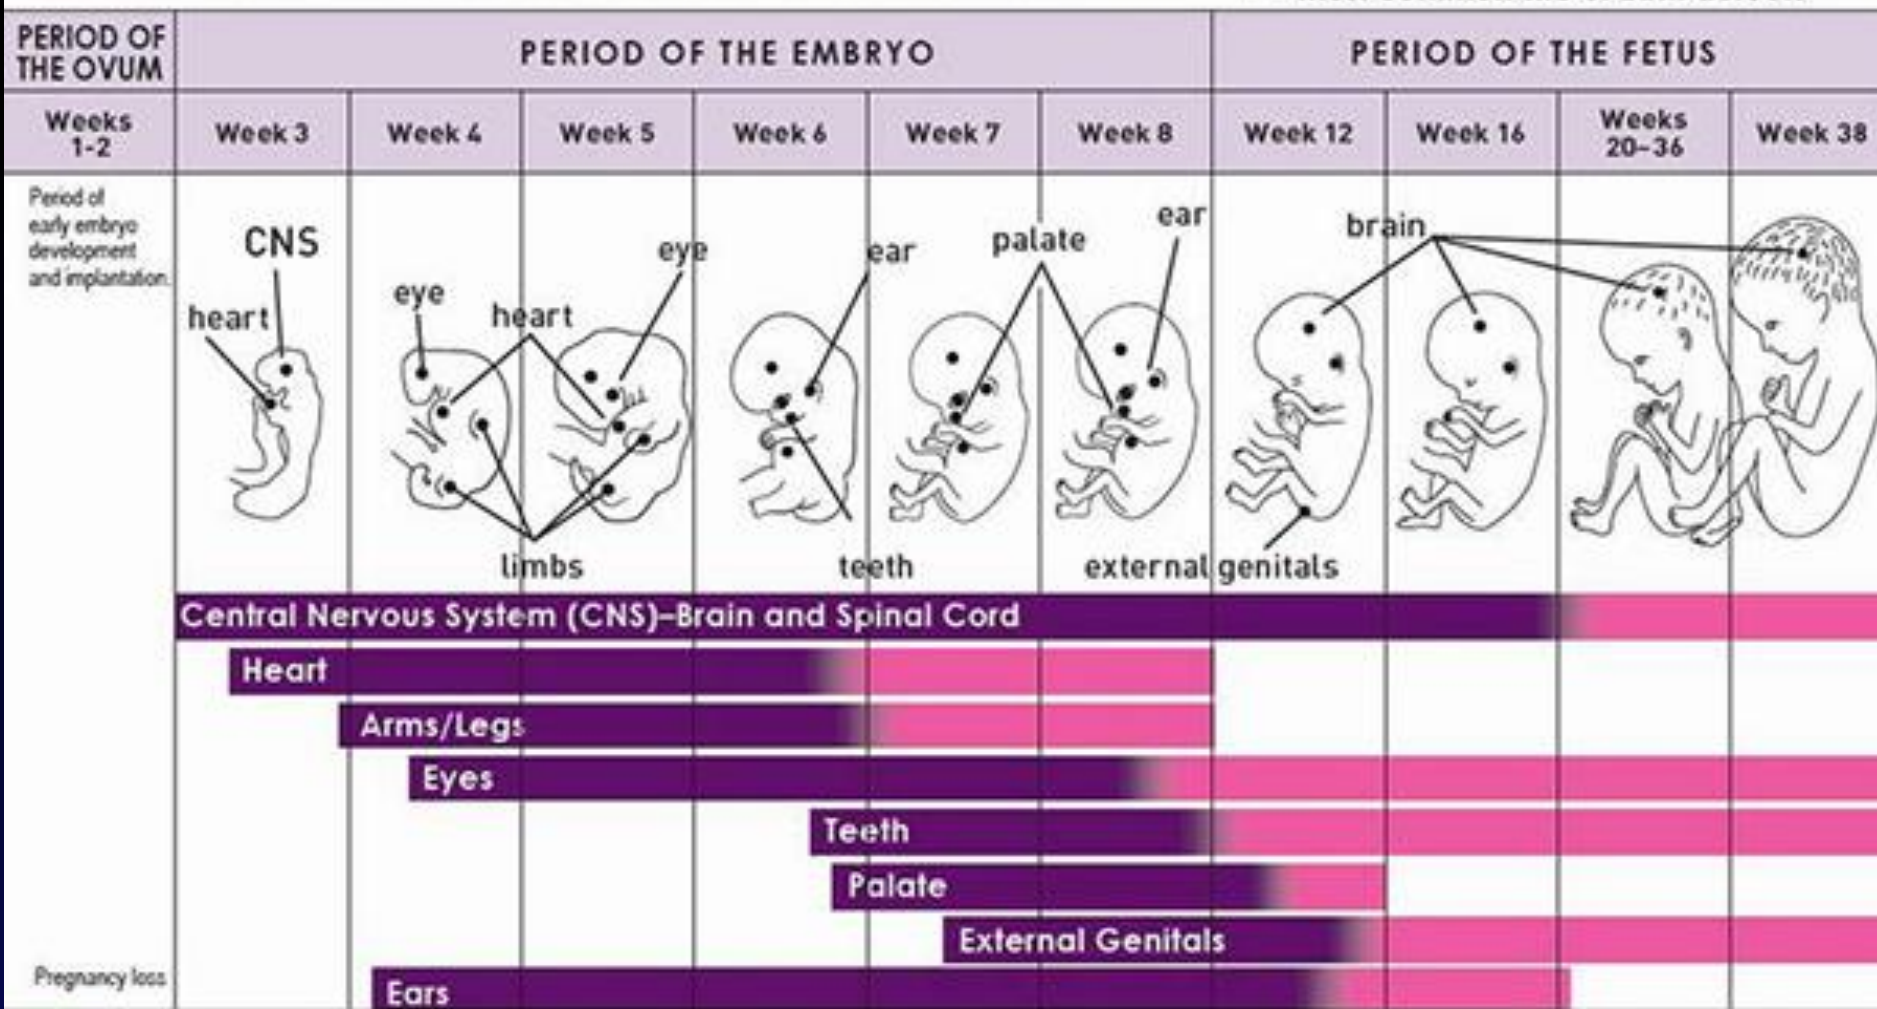 PERIOD OF
THE OVUM
PERIOD OF THE EMBRYO
PERIOD OF THE FETUS
Weeks
1-2
Week 3
Week 4
Week 5
Week 6
Week 7
Week 8
Week 12
Week 16
Weeks
20–36
Week 38
Period of
early embryo
development
and implantation.
CNS
heart
eye
heart
eye
ear
palate
ear
brain
limbs
teeth
external genitals
Central Nervous System (CNS)–Brain and Spinal Cord
Heart
Arms/Legs
Eyes
Teeth
Palate
External Genitals
Pregnancy loss
Ears